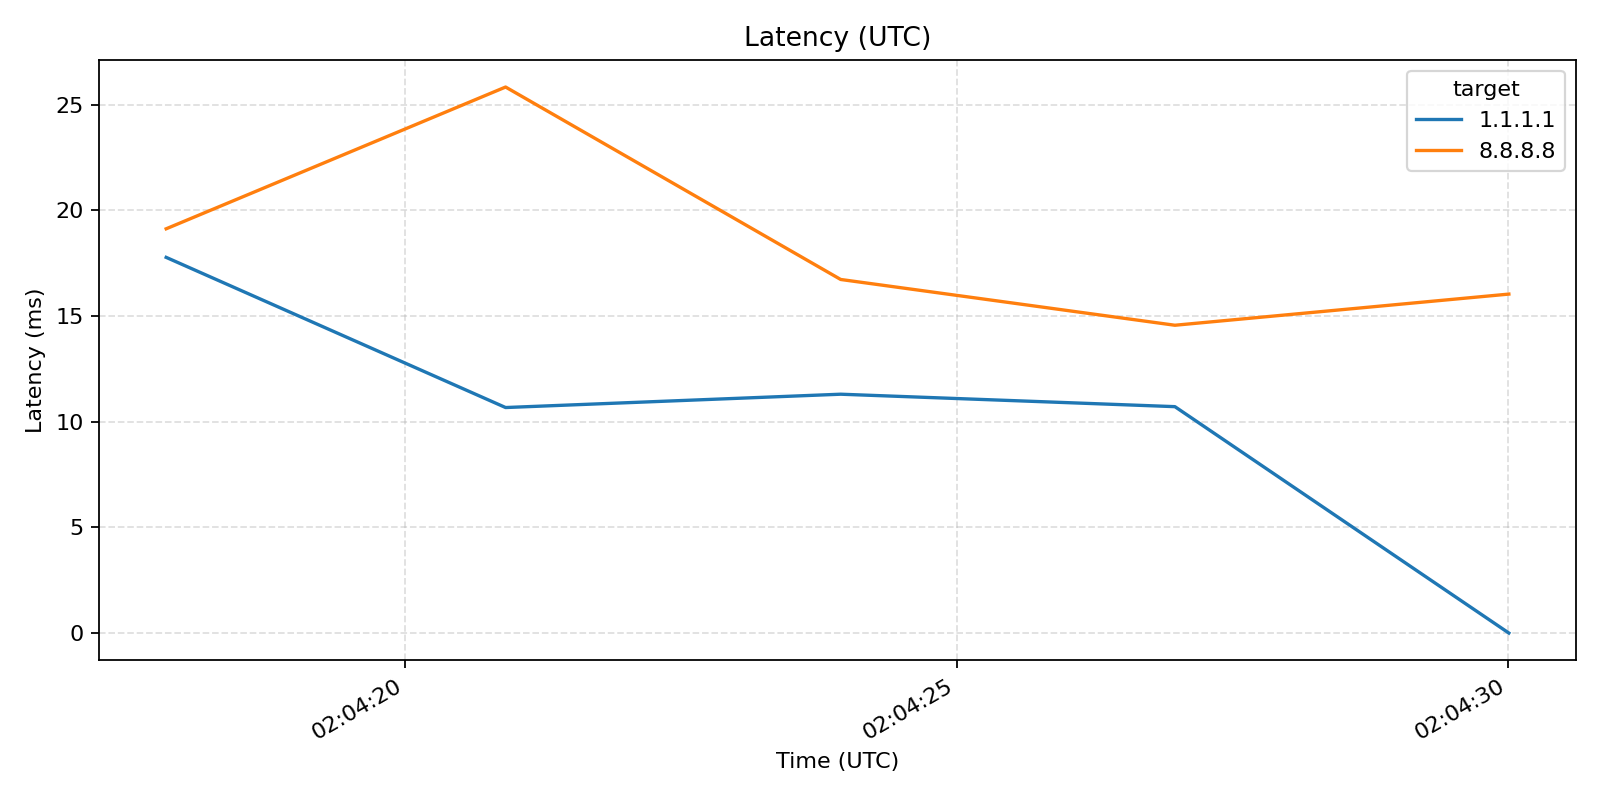 Latency (UTC)
target
1.1.1.1
8.8.8.8
Latency (ms)
25
20
15
10
5
0
02:04:20
02:04:25
02:04:30
Time (UTC)